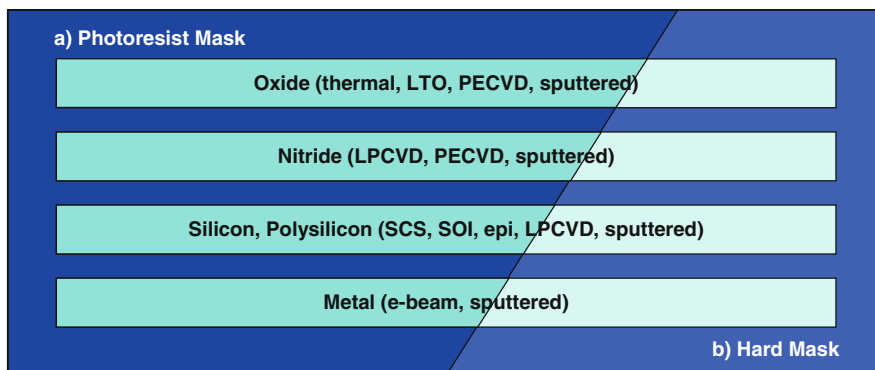 a) Photoresist Mask
Oxide (thermal, LTO, PECVD, sputtered)
Nitride (LPCVD, PECVD, sputtered)
Silicon, Polysilicon (SCS, SOI, epi, LPCVD, sputtered)
Metal (e-beam, sputtered)
b) Hard Mask